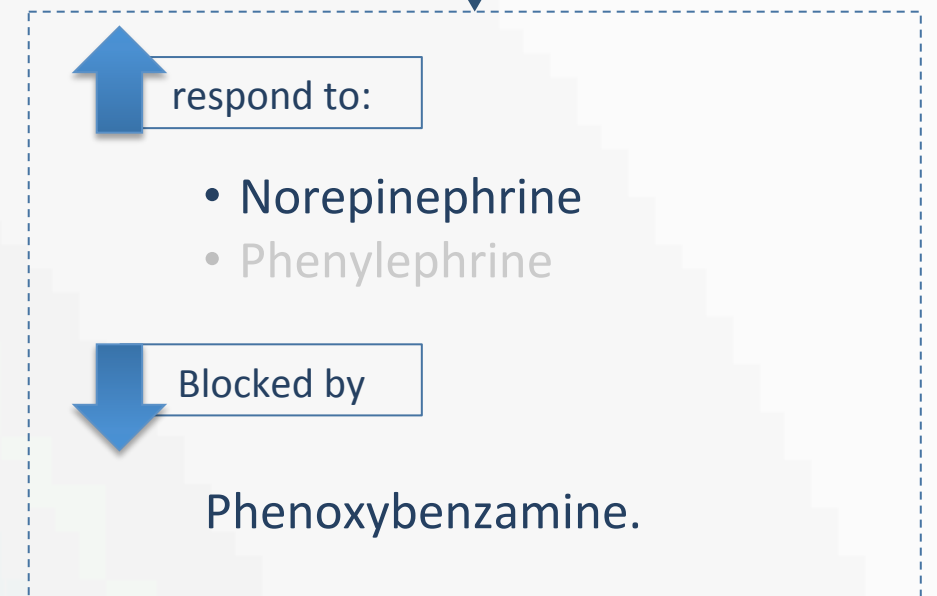 respond to:
• Norepinephrine
• Phenylephrine
Blocked by
Phenoxybenzamine.